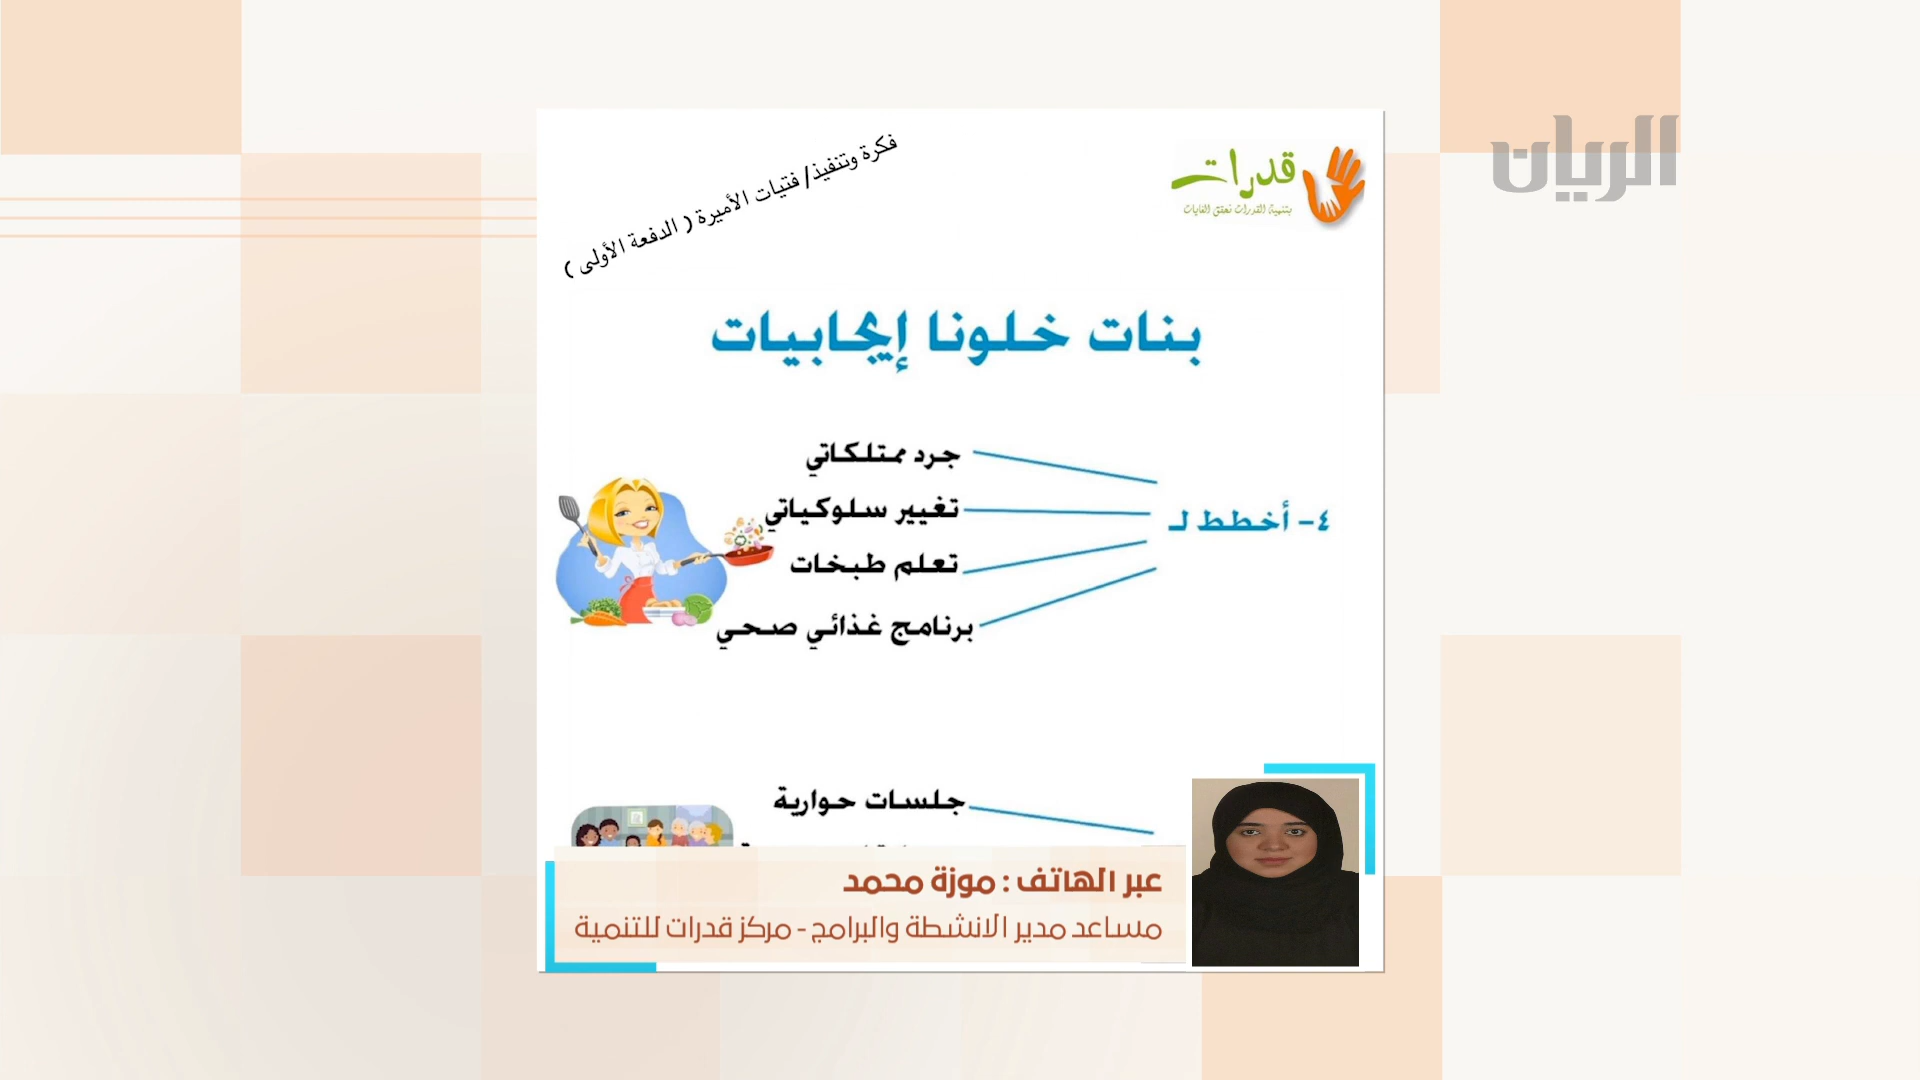 الريان
قدرات
بتنمية القدرات نحقق الغايات
فكرة وتنفيذ/ فتيات الأميرة ( الدفعة الأولى )
بنات خلونا إيجابيات
٤- أخطط لـ
جرد ممتلكاتي
تغيير سلوكياتي
تعلم طبخات
برنامج غذائي صحي
جلسات حوارية
عبر الهاتف : موزة محمد
مساعد مدير الانشطة والبرامج - مركز قدرات للتنمية